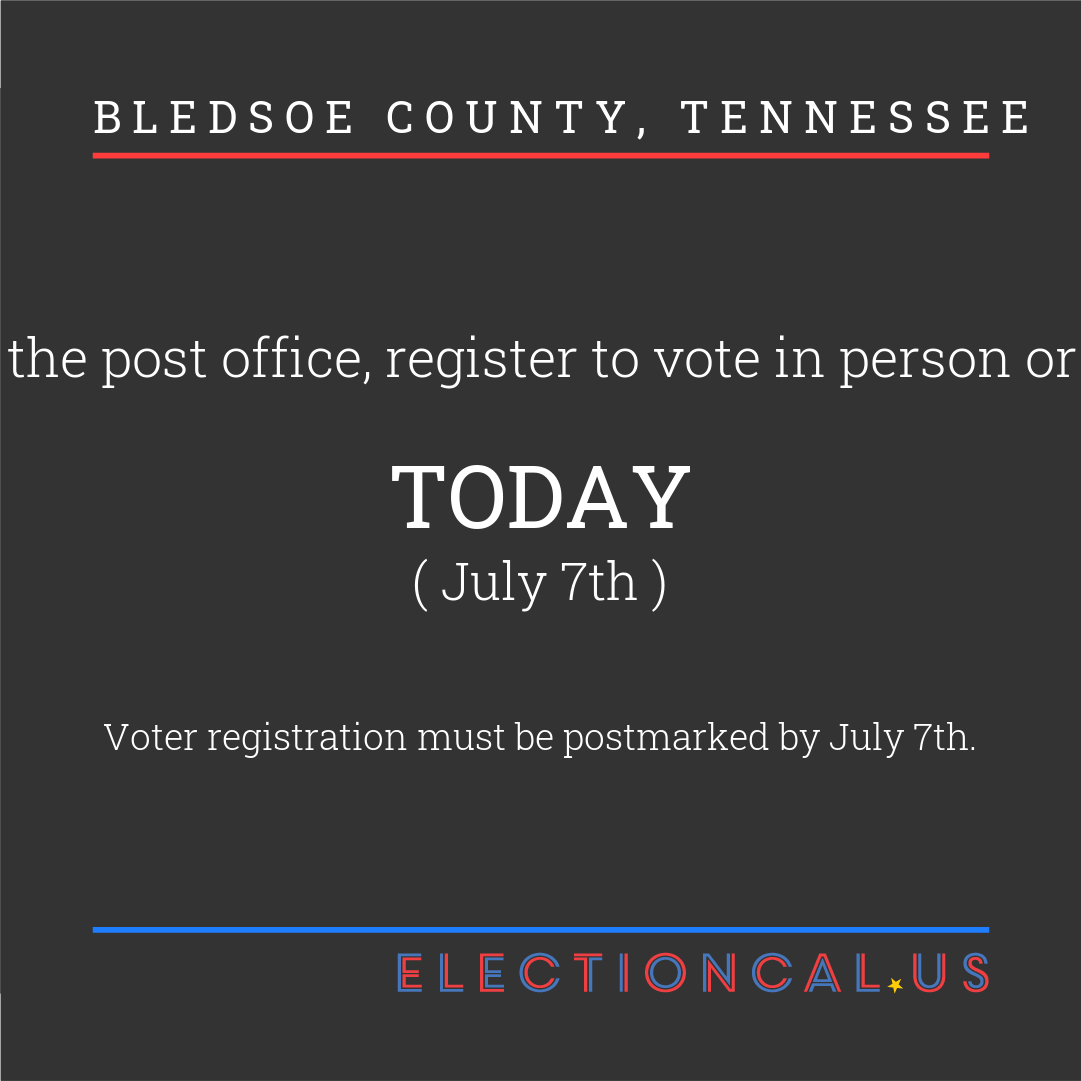 BLEDSOE COUNTY, TENNESSEE
the post office, register to vote in person or
TODAY
( July 7th )
Voter registration must be postmarked by July 7th.
ELECTIONCAL.US